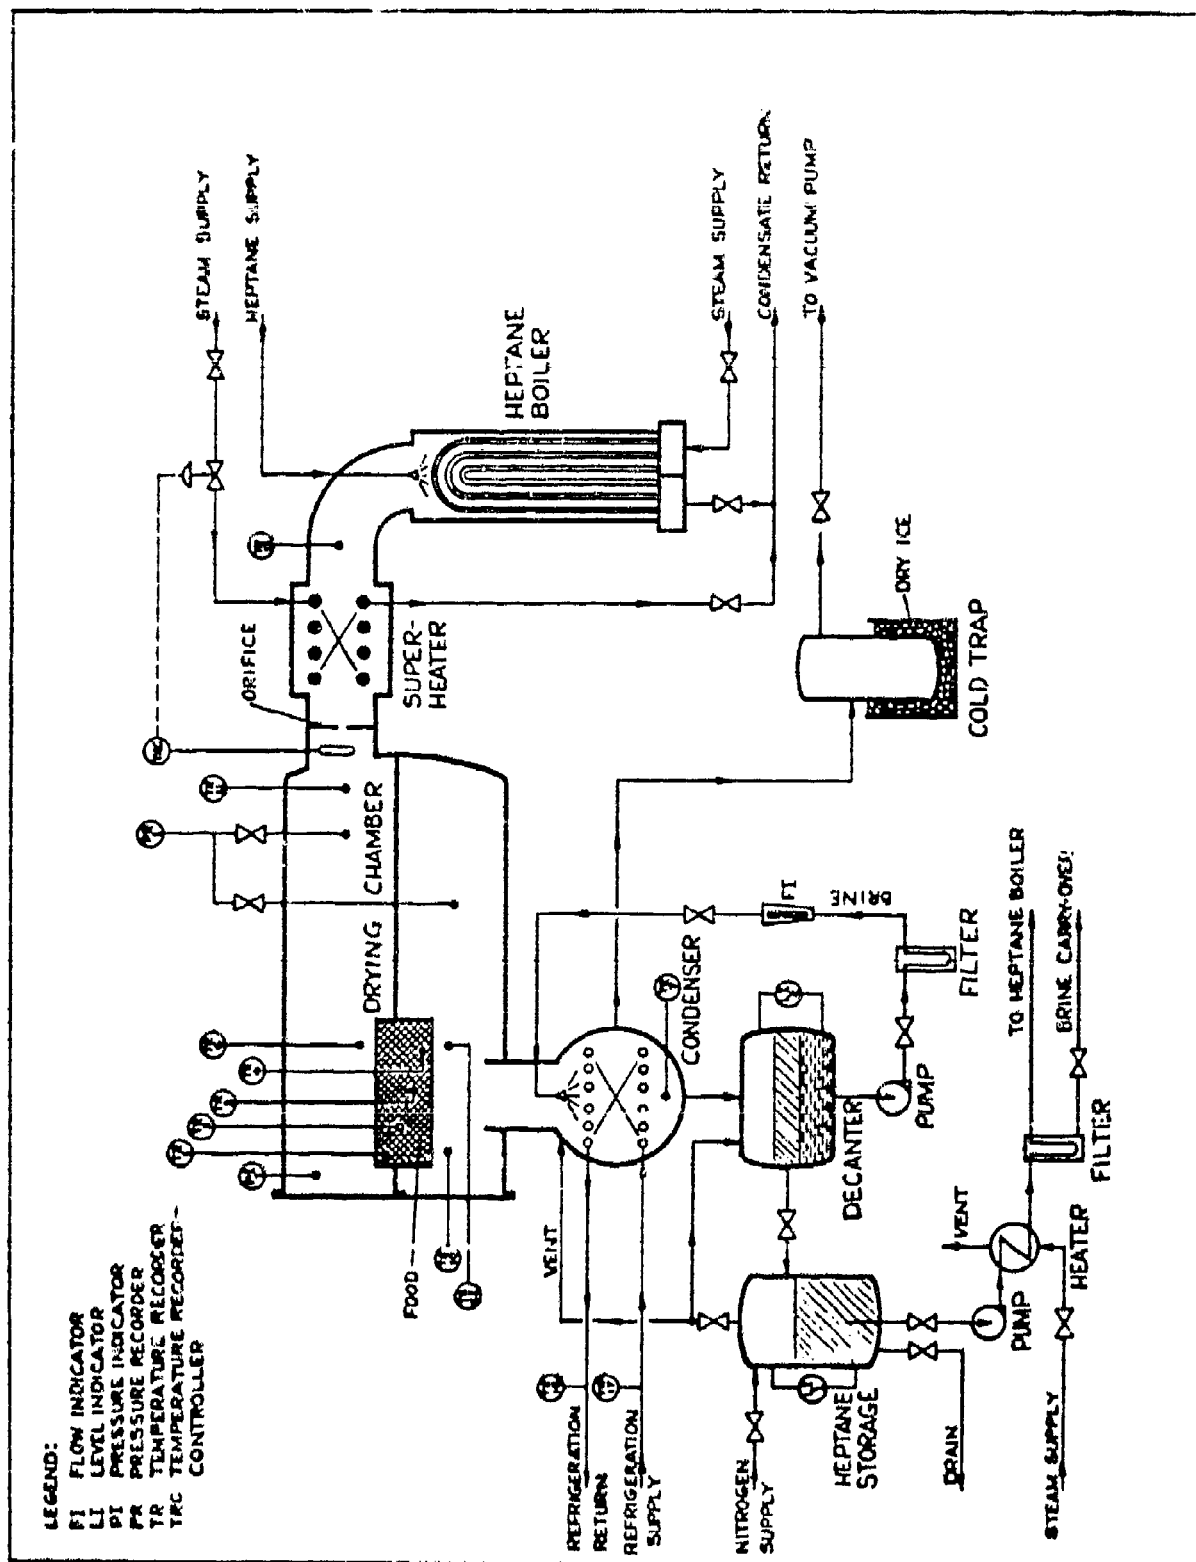 LEGEND:
FI FLOW INDICATOR
LI LEVEL INDICATOR
PI PRESSURE INDICATOR
PR PRESSURE RECORDER
TR TEMPERATURE RECORDER
TRC TEMPERATURE RECORDER-
CONTROLLER
STEAM SUPPLY
HEPTANE SUPPLY
ORIFICE
SUPER-
HEATER
HEPTANE
BOILER
STEAM SUPPLY
CONDENSATE RETURN
TO VACUUM PUMP
DRYING CHAMBER
FOOD
DRY ICE
COLD TRAP
VENT
CONDENSER
FI
BRINE
FILTER
REFRIGERATION
RETURN
REFRIGERATION
SUPPLY
DECANTER
PUMP
TO HEPTANE BOILER
BRINE CARRY-OVER
NITROGEN
SUPPLY
HEPTANE
STORAGE
VENT
FILTER
PUMP
HEATER
DRAIN
STEAM SUPPLY